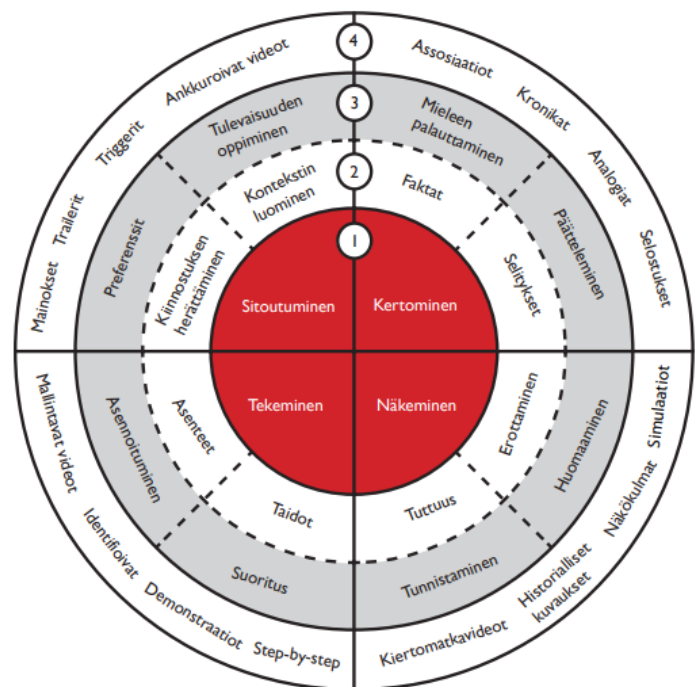 4
3
2
1
Sitoutuminen
Kertominen
Tekeminen
Näkeminen
Kontekstin
luominen
Faktat
Selitykset
Erottaminen
Tuttuus
Taidot
Asenteet
Kiinnostuksen
herättäminen
Tulevaisuuden
oppiminen
Mieleen
palauttaminen
Päätteleminen
Huomaaminen
Tunnistaminen
Suoritus
Asennoituminen
Preferenssit
Ankkuroivat videot
Assosiaatiot
Kronikat
Analogiat
Selostukset
Simulaatiot
Näkökulmat
Historialliset
kuvaukset
Kiertomatkavideot
Step-by-step
Demonstraatiot
Identifioivat
Mallintavat videot
Mainokset
Trailerit
Triggerit